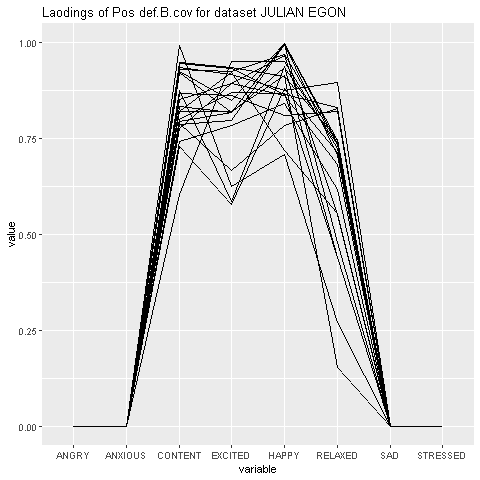 Laodings of Pos def.B.cov for dataset JULIAN EGON
1.00
0.75
value
0.50
0.25
0.00
ANGRY ANXIOUS CONTENT EXCITED HAPPY RELAXED SAD STRESSED
variable